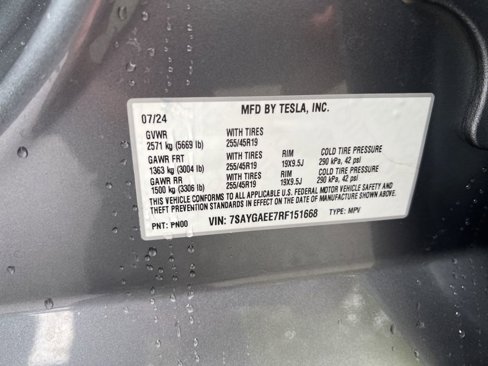 MFD BY TESLA, INC.
07/24
GVWR WITH TIRES
2571 kg (5669 lb) 255/45R19
GAWR FRT WITH TIRES RIM COLD TIRE PRESSURE
1363 kg (3004 lb) 255/45R19 19X9.5J 290 kPa, 42 psi
GAWR RR WITH TIRES RIM COLD TIRE PRESSURE
1500 kg (3306 lb) 255/45R19 19X9.5J 290 kPa, 42 psi
THIS VEHICLE CONFORMS TO ALL APPLICABLE U.S. FEDERAL MOTOR VEHICLE SAFETY AND
THEFT PREVENTION STANDARDS IN EFFECT ON THE DATE OF MANUFACTURE SHOWN ABOVE.
PNT: PN00 VIN: 7SAYGAEE7RF151668 TYPE: MPV